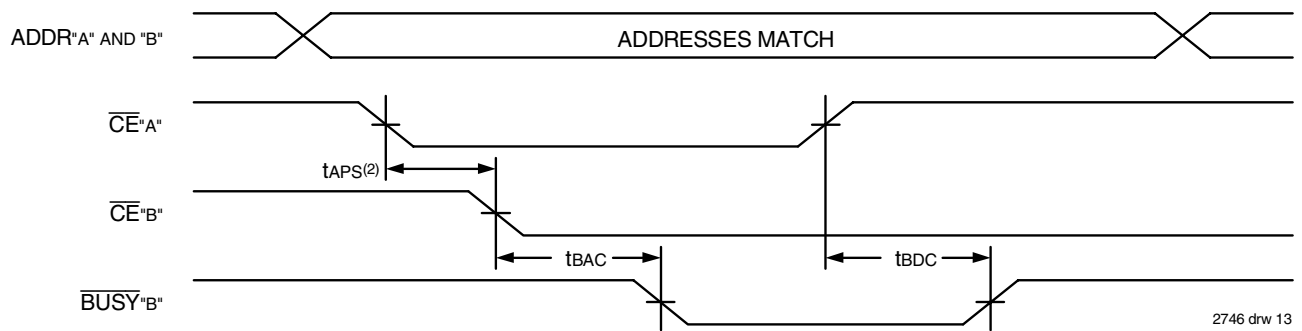 ADDR"A" AND "B"
ADDRESSES MATCH
CE"A"
tAPS(2)
CE"B"
tBAC
tBDC
BUSY"B"
2746 drw 13